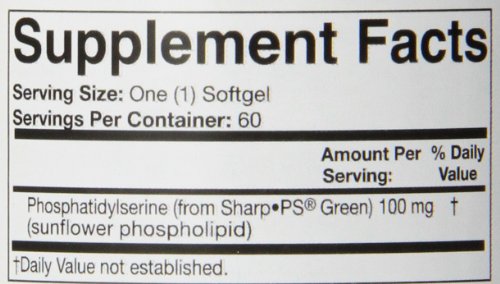 Supplement Facts
Serving Size: One (1) Softgel
Servings Per Container: 60
Amount Per % Daily
Serving: Value
Phosphatidylserine (from Sharp•PS® Green) 100 mg †
(sunflower phospholipid)
†Daily Value not established.